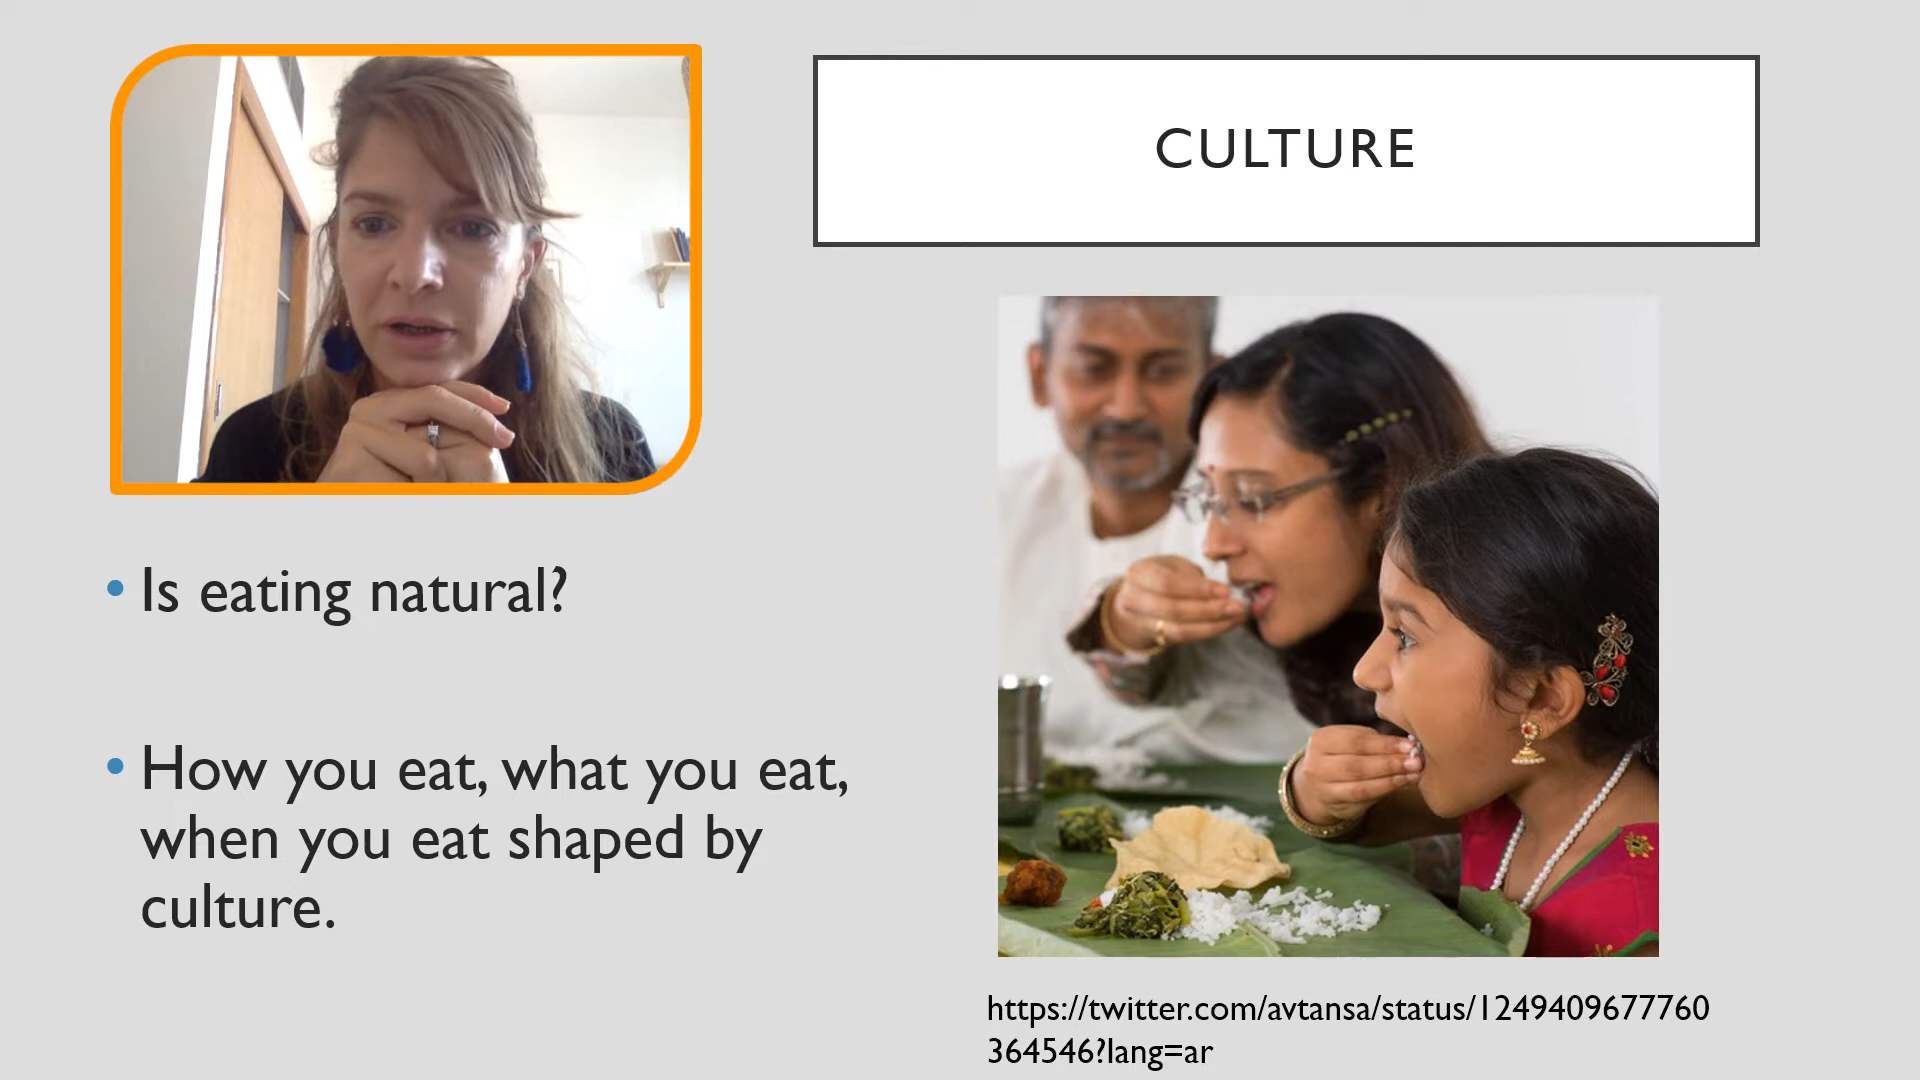 CULTURE
• Is eating natural?
• How you eat, what you eat,
when you eat shaped by
culture.
https://twitter.com/avtansa/status/1249409677760
364546?lang=ar